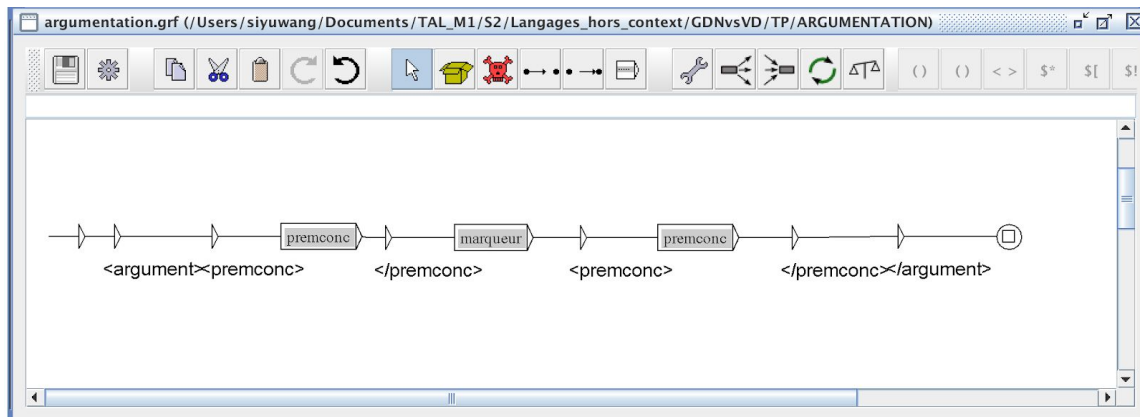 argumentation.grf (/Users/siyuwang/Documents/TAL_M1/S2/Langages_hors_context/GDNvsVD/TP/ARGUMENTATION)
( ) ( ) < > $* $[ $!
premconc marqueur premconc
<argument><premconc> </premconc> <premconc> </premconc></argument>